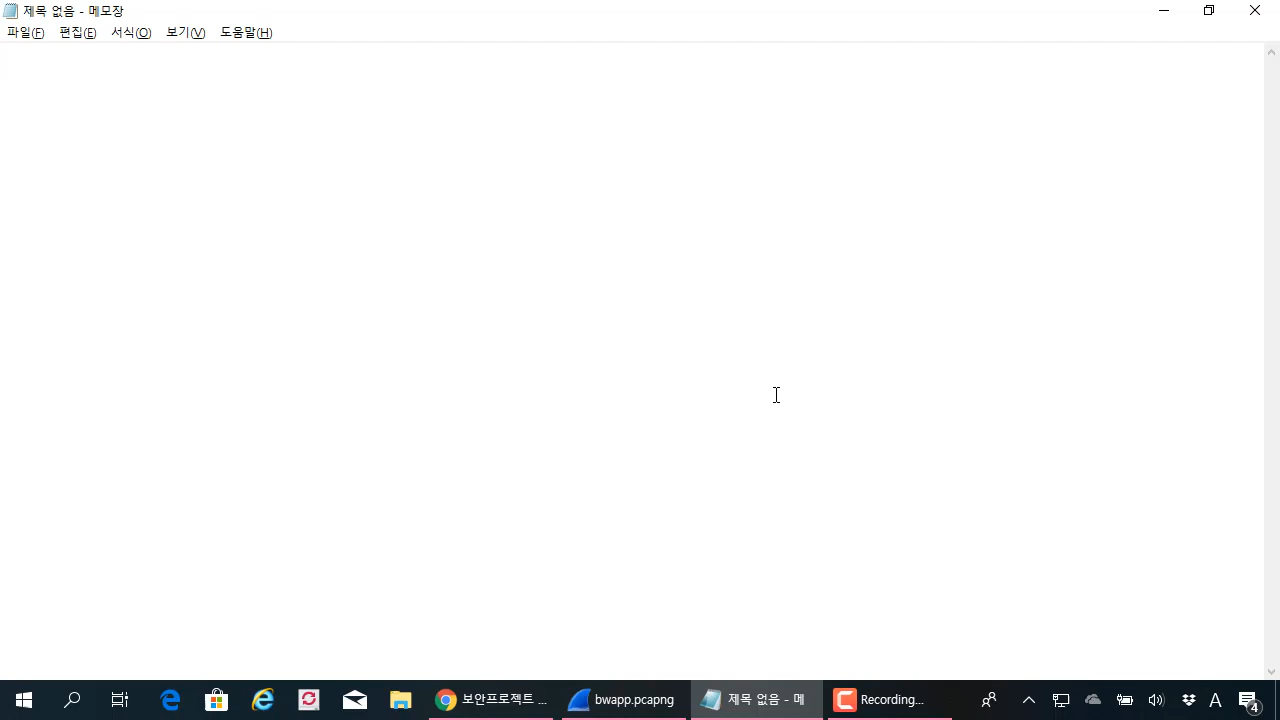 제목 없음 - 메모장
파일(F) 편집(E) 서식(O) 보기(V) 도움말(H)
보안프로젝트 ... bwapp.pcapng 제목 없음 - 메 Recording... A 4